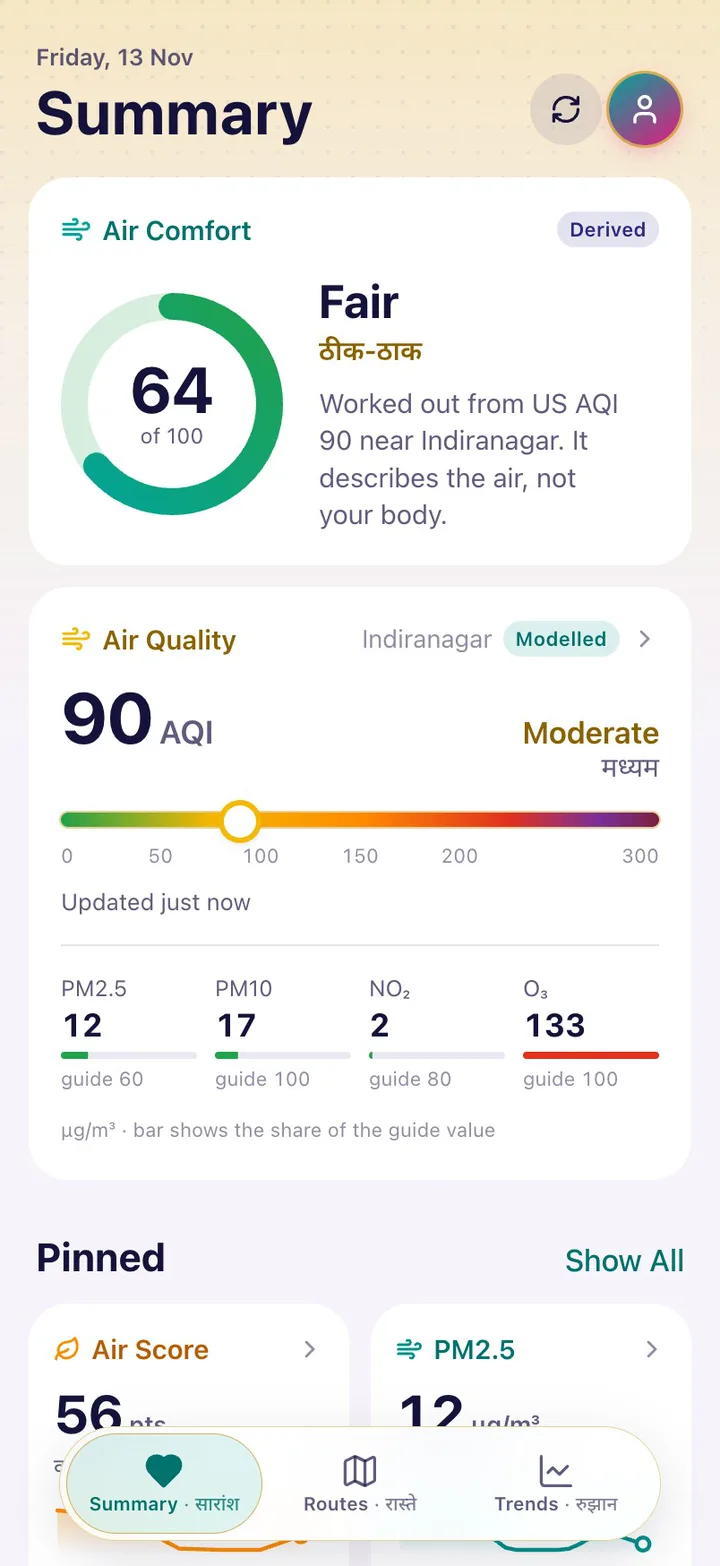 Friday, 13 Nov
Summary
Air Comfort
Derived
64
of 100
Fair
ठीक-ठाक
Worked out from US AQI
90 near Indiranagar. It
describes the air, not
your body.
Air Quality
Indiranagar
Modelled
90 AQI
Moderate
मध्यम
0 50 100 150 200 300
Updated just now
PM2.5 PM10 NO₂ O₃
12 17 2 133
guide 60 guide 100 guide 80 guide 100
µg/m³ · bar shows the share of the guide value
Pinned
Show All
Air Score
PM2.5
56 pts
12 µg/m³
Summary · सारांश
Routes · रास्ते
Trends · रुझान